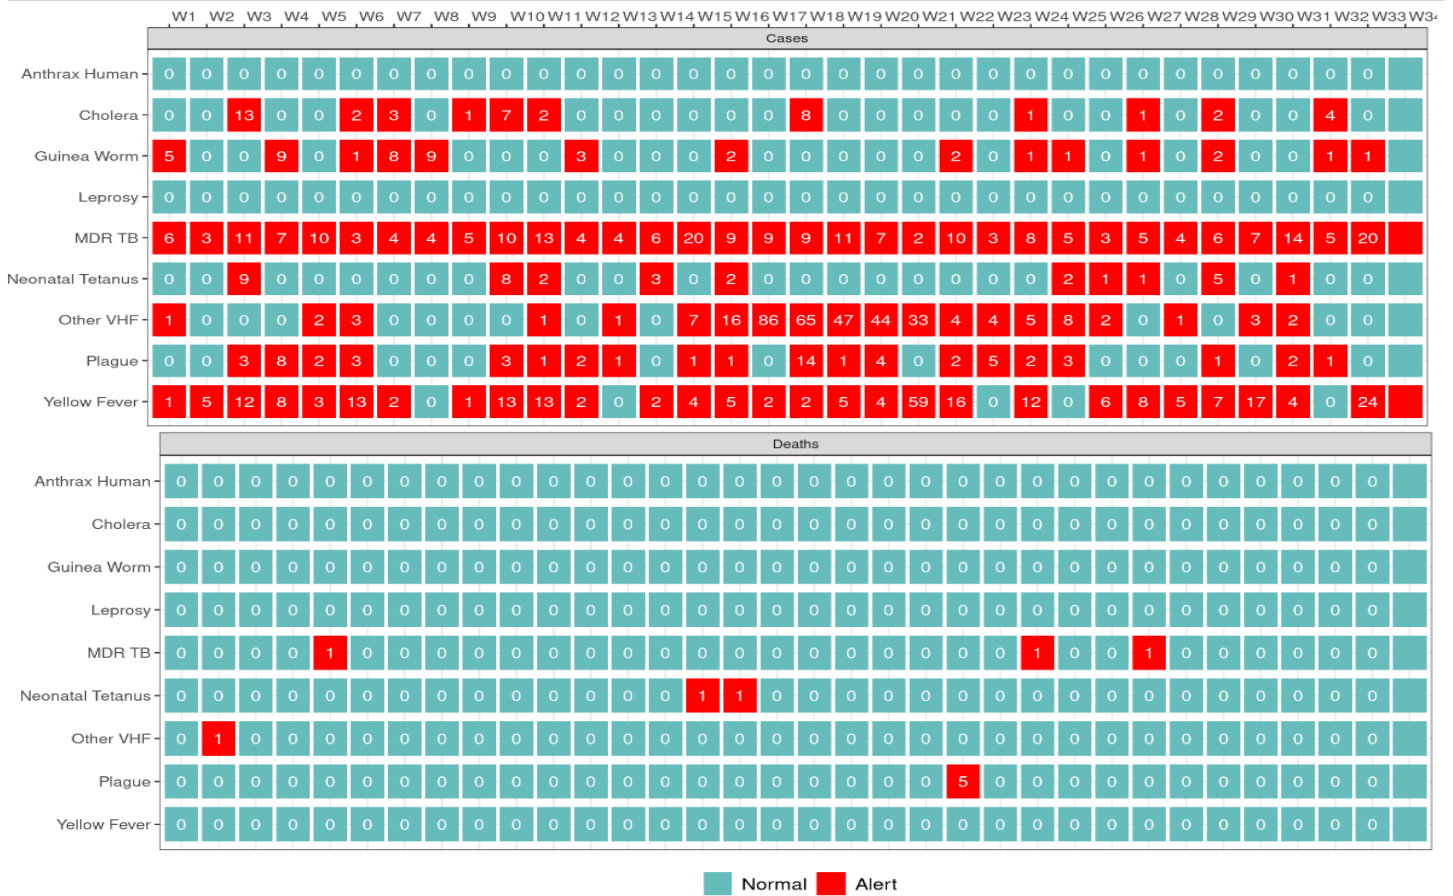 W1 W2 W3 W4 W5 W6 W7 W8 W9 W10 W11 W12 W13 W14 W15 W16 W17 W18 W19 W20 W21 W22 W23 W24 W25 W26 W27 W28 W29 W30 W31 W32 W33 W34
Cases
Anthrax Human 0 0 0 0 0 0 0 0 0 0 0 0 0 0 0 0 0 0 0 0 0 0 0 0 0 0 0 0 0 0 0 0 0
Cholera 0 0 13 0 0 2 3 0 1 7 2 0 0 0 0 0 0 8 0 0 0 0 0 1 0 0 1 0 2 0 0 4 0
Guinea Worm 5 0 0 9 0 1 8 9 0 0 0 3 0 0 0 2 0 0 0 0 0 2 0 1 1 0 1 0 2 0 0 1 1
Leprosy 0 0 0 0 0 0 0 0 0 0 0 0 0 0 0 0 0 0 0 0 0 0 0 0 0 0 0 0 0 0 0 0 0
MDR TB 6 3 11 7 10 3 4 4 5 10 13 4 4 6 20 9 9 9 11 7 2 10 3 8 5 3 5 4 6 7 14 5 20
Neonatal Tetanus 0 0 9 0 0 0 0 0 0 8 2 0 0 3 0 2 0 0 0 0 0 0 0 0 2 1 1 0 5 0 1 0 0
Other VHF 1 0 0 0 2 3 0 0 0 0 1 0 1 0 7 16 86 65 47 44 33 4 4 5 8 2 0 1 0 3 2 0 0
Plague 0 0 3 8 2 3 0 0 0 3 1 2 1 0 1 1 0 14 1 4 0 2 5 2 3 0 0 0 1 0 2 1 0
Yellow Fever 1 5 12 8 3 13 2 0 1 13 13 2 0 2 4 5 2 2 5 4 59 16 0 12 0 6 8 5 7 17 4 0 24
Deaths
Anthrax Human 0 0 0 0 0 0 0 0 0 0 0 0 0 0 0 0 0 0 0 0 0 0 0 0 0 0 0 0 0 0 0 0 0
Cholera 0 0 0 0 0 0 0 0 0 0 0 0 0 0 0 0 0 0 0 0 0 0 0 0 0 0 0 0 0 0 0 0 0
Guinea Worm 0 0 0 0 0 0 0 0 0 0 0 0 0 0 0 0 0 0 0 0 0 0 0 0 0 0 0 0 0 0 0 0 0
Leprosy 0 0 0 0 0 0 0 0 0 0 0 0 0 0 0 0 0 0 0 0 0 0 0 0 0 0 0 0 0 0 0 0 0
MDR TB 0 0 0 0 1 0 0 0 0 0 0 0 0 0 0 0 0 0 0 0 0 0 0 1 0 0 1 0 0 0 0 0 0
Neonatal Tetanus 0 0 0 0 0 0 0 0 0 0 0 0 0 0 1 1 0 0 0 0 0 0 0 0 0 0 0 0 0 0 0 0 0
Other VHF 0 1 0 0 0 0 0 0 0 0 0 0 0 0 0 0 0 0 0 0 0 0 0 0 0 0 0 0 0 0 0 0 0
Plague 0 0 0 0 0 0 0 0 0 0 0 0 0 0 0 0 0 0 0 0 0 5 0 0 0 0 0 0 0 0 0 0 0
Yellow Fever 0 0 0 0 0 0 0 0 0 0 0 0 0 0 0 0 0 0 0 0 0 0 0 0 0 0 0 0 0 0 0 0 0
Normal Alert